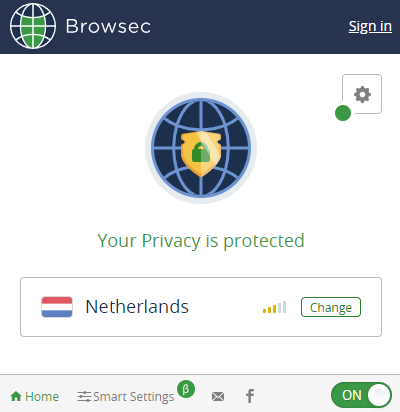 Browsec
Sign in
Your Privacy is protected
Netherlands
Change
Home
Smart Settings
β
ON